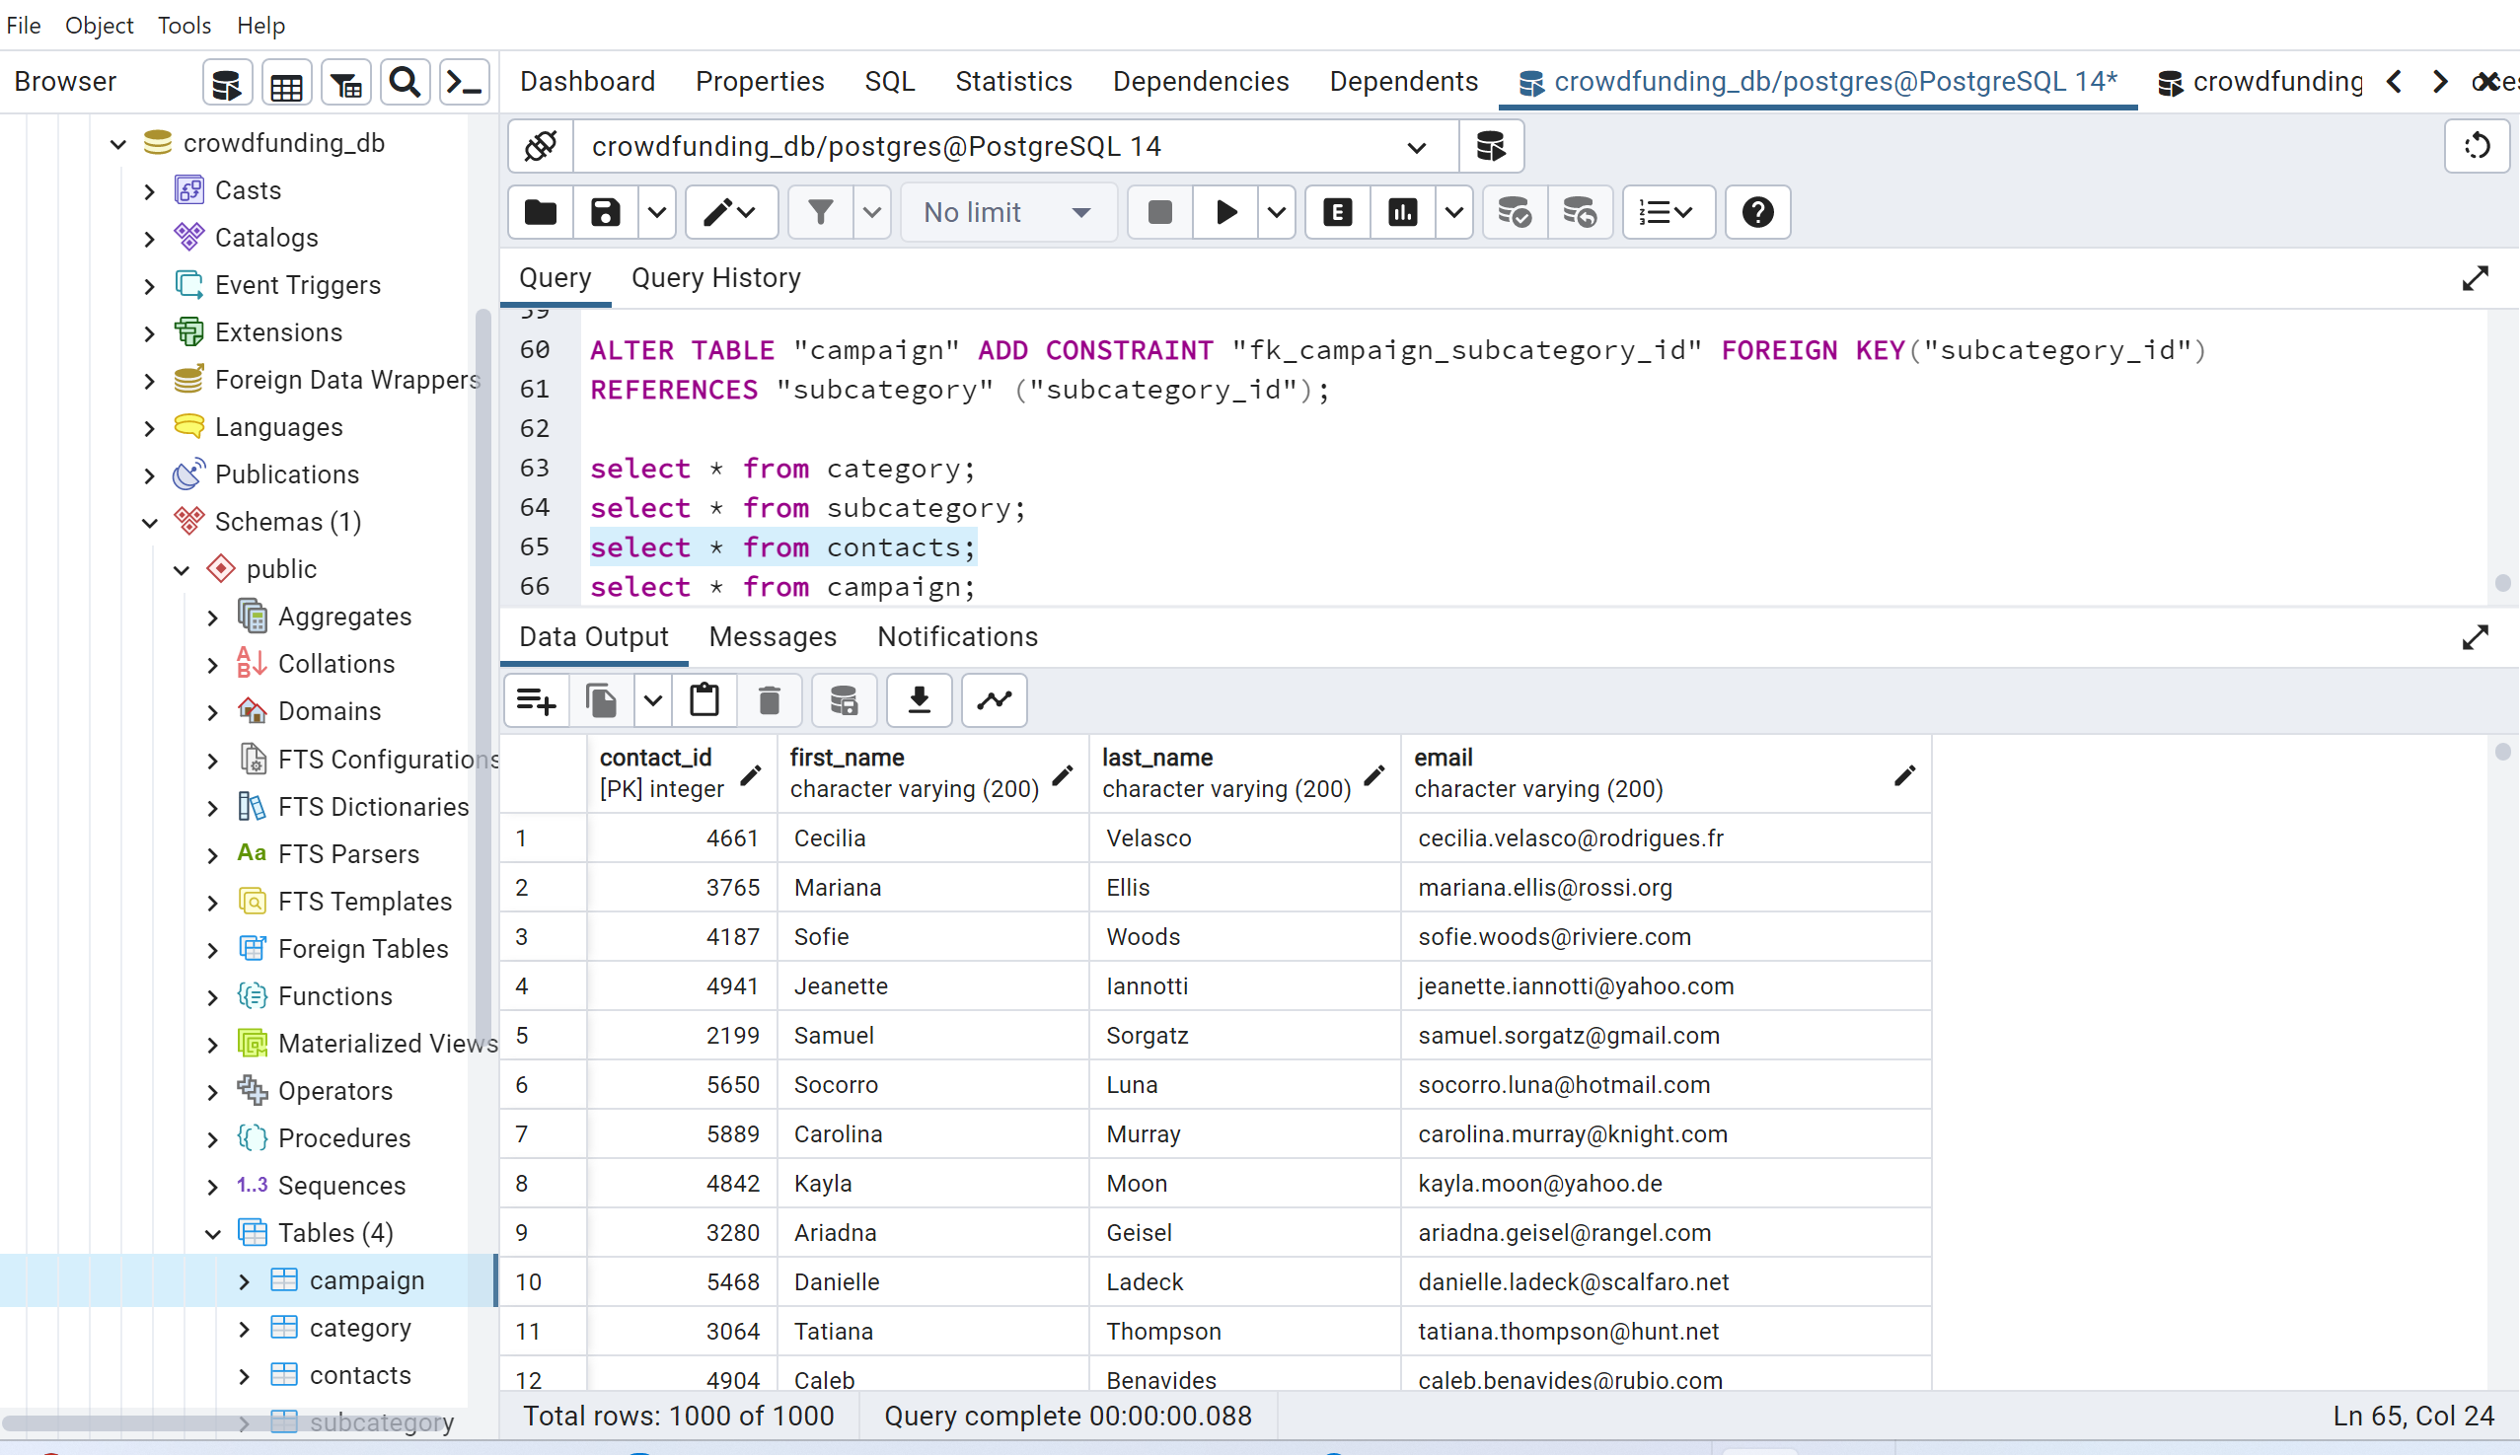 File Object Tools Help
Browser
Dashboard Properties SQL Statistics Dependencies Dependents crowdfunding_db/postgres@PostgreSQL 14* crowdfunding
crowdfunding_db
Casts
Catalogs
Event Triggers
Extensions
Foreign Data Wrappers
Languages
Publications
Schemas (1)
public
Aggregates
Collations
Domains
FTS Configurations
FTS Dictionaries
FTS Parsers
FTS Templates
Foreign Tables
Functions
Materialized Views
Operators
Procedures
1..3 Sequences
Tables (4)
campaign
category
contacts
subcategory
crowdfunding_db/postgres@PostgreSQL 14
No limit
E
Query Query History
59
60 ALTER TABLE "campaign" ADD CONSTRAINT "fk_campaign_subcategory_id" FOREIGN KEY("subcategory_id")
61 REFERENCES "subcategory" ("subcategory_id");
62
63 select * from category;
64 select * from subcategory;
65 select * from contacts;
66 select * from campaign;
Data Output Messages Notifications
contact_id first_name last_name email
[PK] integer character varying (200) character varying (200) character varying (200)
1 4661 Cecilia Velasco cecilia.velasco@rodrigues.fr
2 3765 Mariana Ellis mariana.ellis@rossi.org
3 4187 Sofie Woods sofie.woods@riviere.com
4 4941 Jeanette Iannotti jeanette.iannotti@yahoo.com
5 2199 Samuel Sorgatz samuel.sorgatz@gmail.com
6 5650 Socorro Luna socorro.luna@hotmail.com
7 5889 Carolina Murray carolina.murray@knight.com
8 4842 Kayla Moon kayla.moon@yahoo.de
9 3280 Ariadna Geisel ariadna.geisel@rangel.com
10 5468 Danielle Ladeck danielle.ladeck@scalfaro.net
11 3064 Tatiana Thompson tatiana.thompson@hunt.net
12 4904 Caleb Benavides caleb.benavides@rubio.com
Total rows: 1000 of 1000 Query complete 00:00:00.088 Ln 65, Col 24